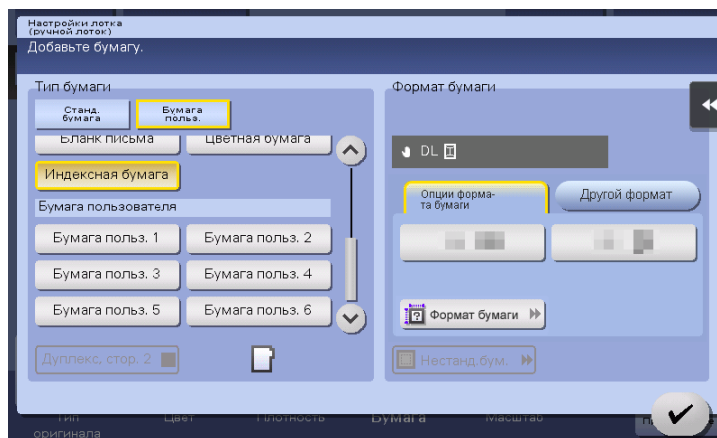 Настройки лотка
(ручной лоток)
Добавьте бумагу.
Тип бумаги
Станд.
бумага
Бумага
польз.
Бланк письма
Цветная бумага
Индексная бумага
Бумага пользователя
Бумага польз. 1
Бумага польз. 2
Бумага польз. 3
Бумага польз. 4
Бумага польз. 5
Бумага польз. 6
Дуплекс, стор. 2
Формат бумаги
DL
Опции форма-
та бумаги
Другой формат
Формат бумаги
Нестанд.бум.
Тип
оригинала
Цвет
Плотность
Бумага
Масштаб